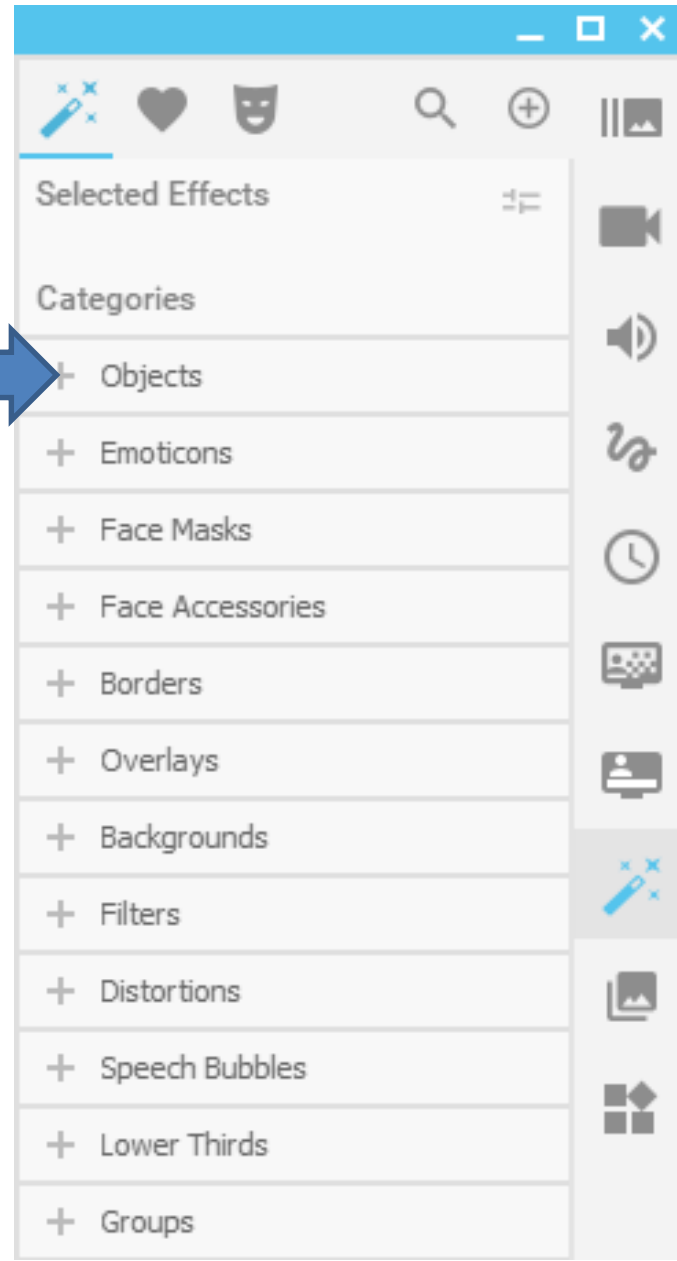 Selected Effects
Categories
Objects
Emoticons
Face Masks
Face Accessories
Borders
Overlays
Backgrounds
Filters
Distortions
Speech Bubbles
Lower Thirds
Groups